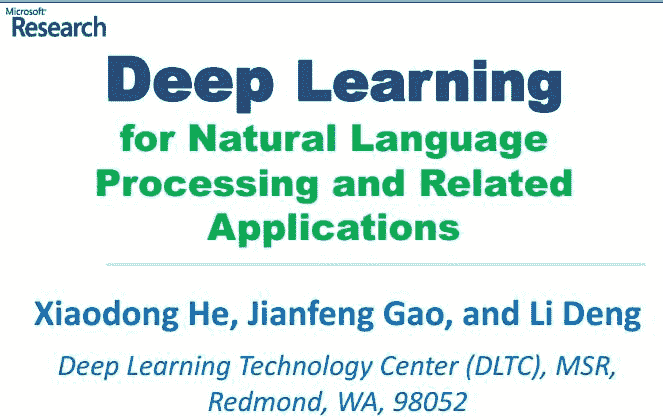 Microsoft
Research
Deep Learning
for Natural Language
Processing and Related
Applications
Xiaodong He, Jianfeng Gao, and Li Deng
Deep Learning Technology Center (DLTC), MSR,
Redmond, WA, 98052